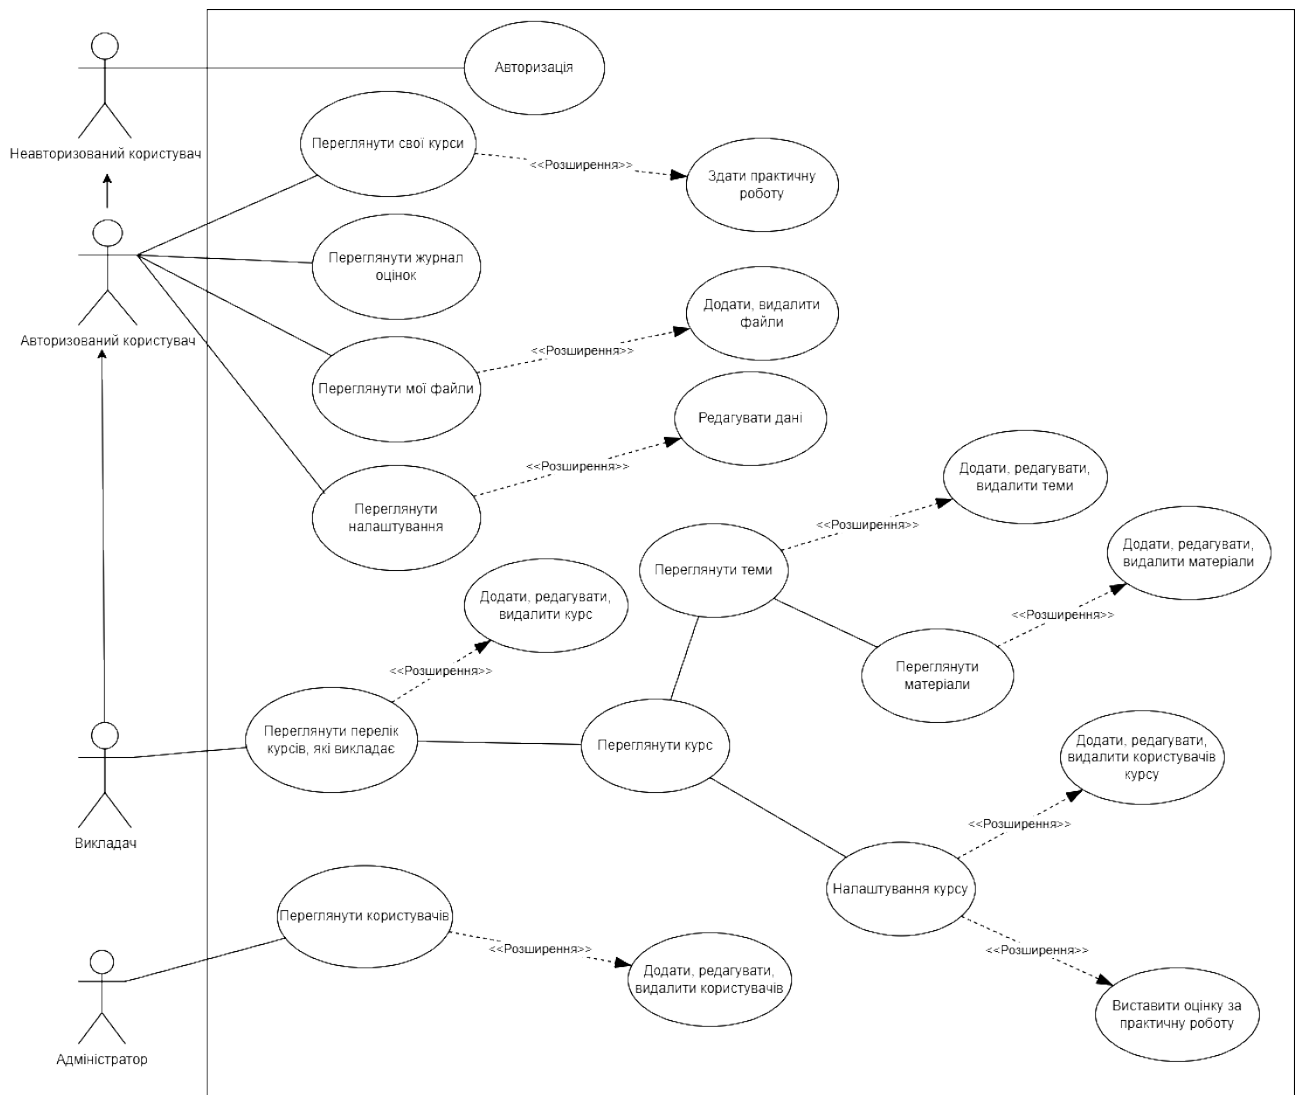 Авторизація
Неавторизований користувач
Переглянути свої курси
<<Розширення>>
Здати практичну
роботу
Переглянути журнал
оцінок
Авторизований користувач
Додати, видалити
файли
<<Розширення>>
Переглянути мої файли
Редагувати дані
<<Розширення>>
Переглянути
налаштування
Додати, редагувати,
видалити теми
<<Розширення>>
Переглянути теми
Додати, редагувати,
видалити матеріали
<<Розширення>>
Переглянути
матеріали
Додати, редагувати,
видалити курс
<<Розширення>>
Переглянути перелік
курсів, які викладає
Переглянути курс
Викладач
Додати, редагувати,
видалити користувачів
курсу
<<Розширення>>
Налаштування курсу
<<Розширення>>
Виставити оцінку за
практичну роботу
Переглянути користувачів
<<Розширення>>
Додати, редагувати,
видалити користувачів
Адміністратор